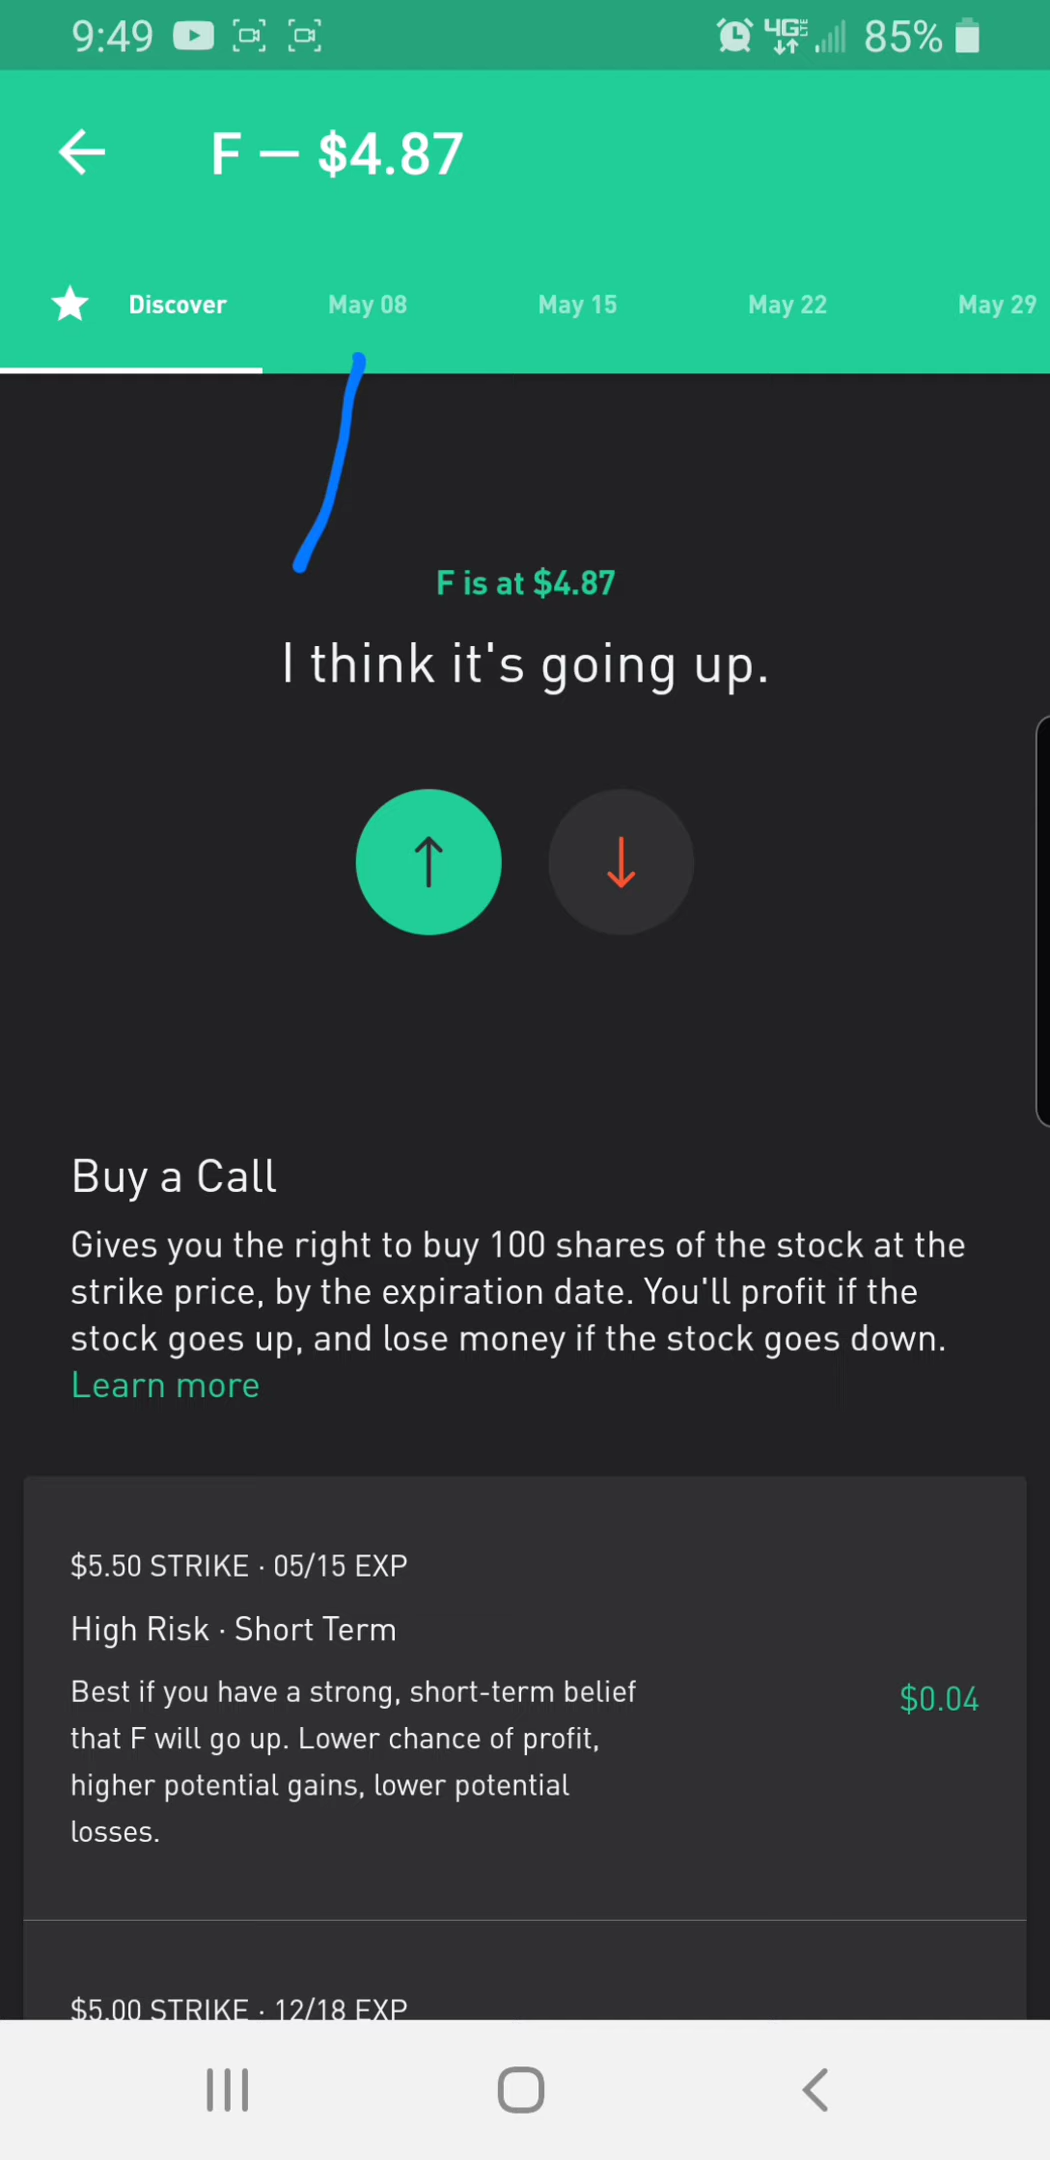 9:49 4G LTE 85%
F — $4.87
Discover May 08 May 15 May 22 May 29
F is at $4.87
I think it's going up.
Buy a Call
Gives you the right to buy 100 shares of the stock at the
strike price, by the expiration date. You'll profit if the
stock goes up, and lose money if the stock goes down.
Learn more
$5.50 STRIKE · 05/15 EXP
High Risk · Short Term
Best if you have a strong, short-term belief
that F will go up. Lower chance of profit,
higher potential gains, lower potential
losses.
$0.04
$5.00 STRIKE · 12/18 EXP